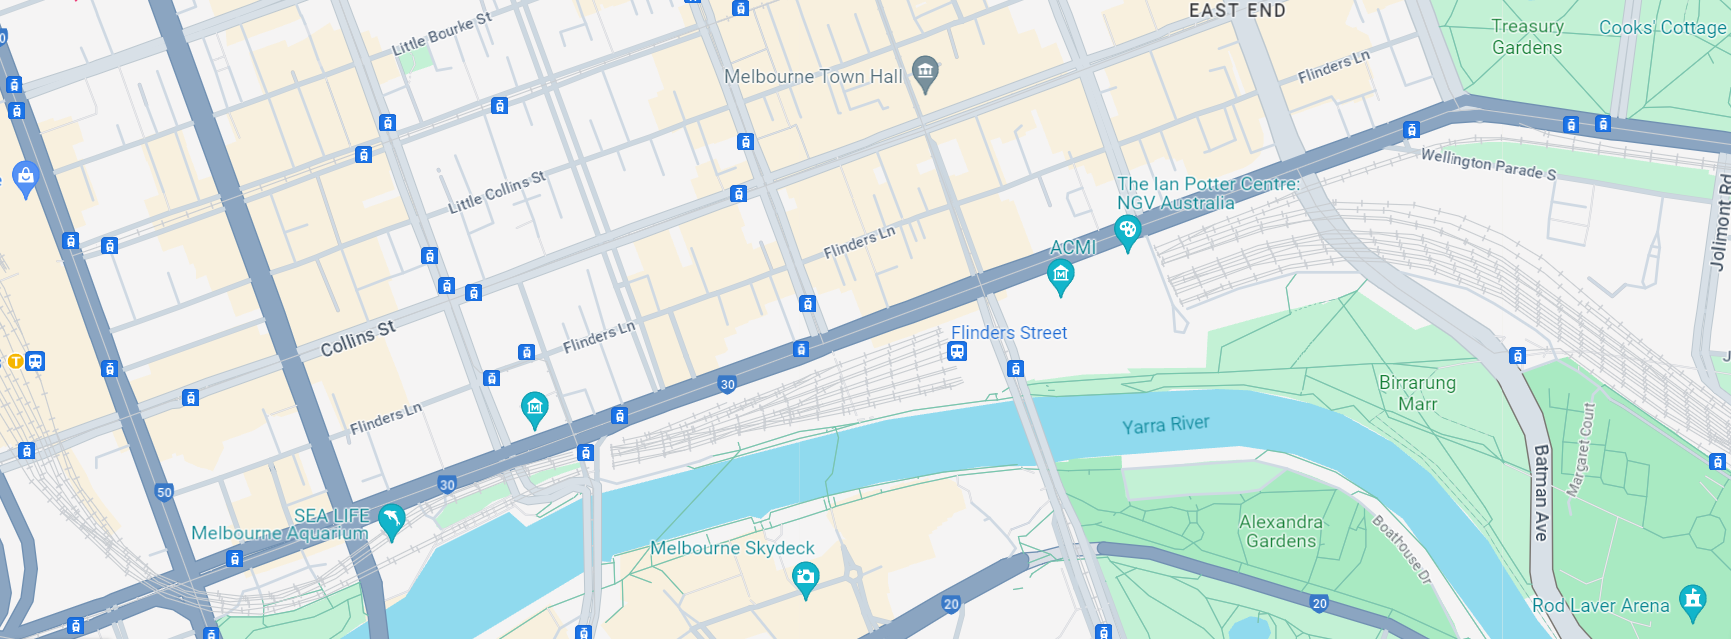 EAST END
Treasury
Gardens
Cooks' Cottage
Little Bourke St
Melbourne Town Hall
Flinders Ln
Wellington Parade S
Little Collins St
The Ian Potter Centre:
NGV Australia
Jolimont Rd
Flinders Ln
ACMI
Collins St
Flinders Ln
Flinders Street
T
30
Birrarung
Marr
Flinders Ln
Yarra River
Margaret Court
Batman Ave
50
30
SEA LIFE
Melbourne Aquarium
Alexandra
Gardens
Boathouse Dr
Melbourne Skydeck
20
20
Rod Laver Arena